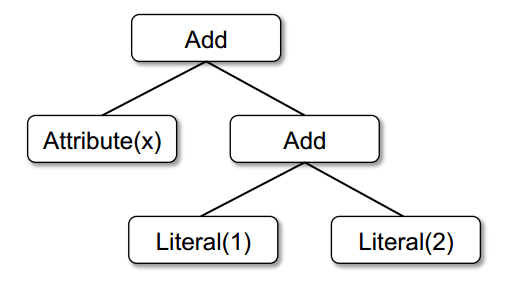 Add
Attribute(x)
Add
Literal(1)
Literal(2)